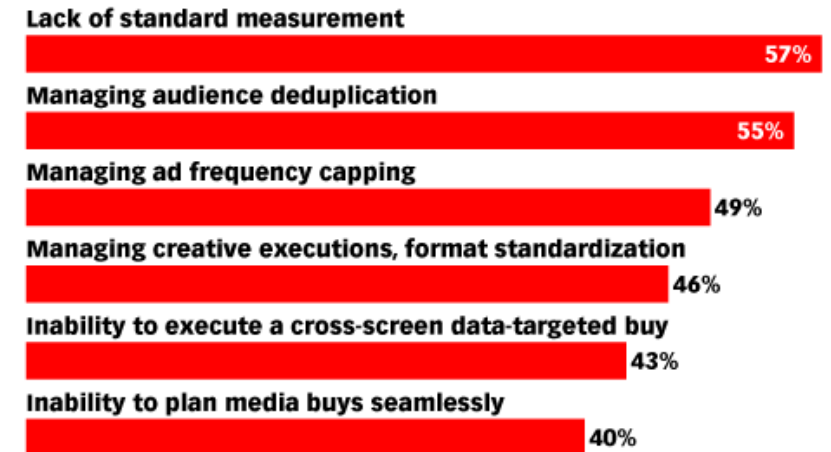 Lack of standard measurement
57%
Managing audience deduplication
55%
Managing ad frequency capping
49%
Managing creative executions, format standardization
46%
Inability to execute a cross-screen data-targeted buy
43%
Inability to plan media buys seamlessly
40%